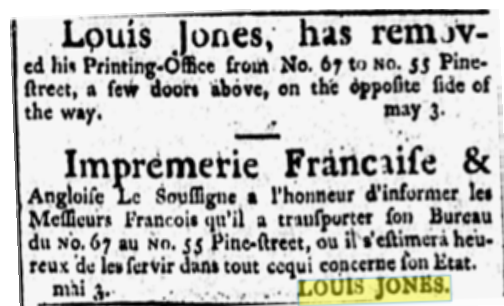 Louis Jones, has remov-
ed his Printing-Office from No. 67 to No. 55 Pine-
ſtreet, a few doors above, on the oppoſite ſide of
the way. may 3.
Impremerie Francaiſe &
Angloiſe Le Souſſigne a l'honneur d'informer les
Meſſieurs Francois qu'il a tranſporter ſon Bureau
du No. 67 au No. 55 Pine-ſtreet, ou il s'eſtimera heu-
reux de les ſervir dans tout cequi concerne ſon Etat.
mai 3. LOUIS JONES.